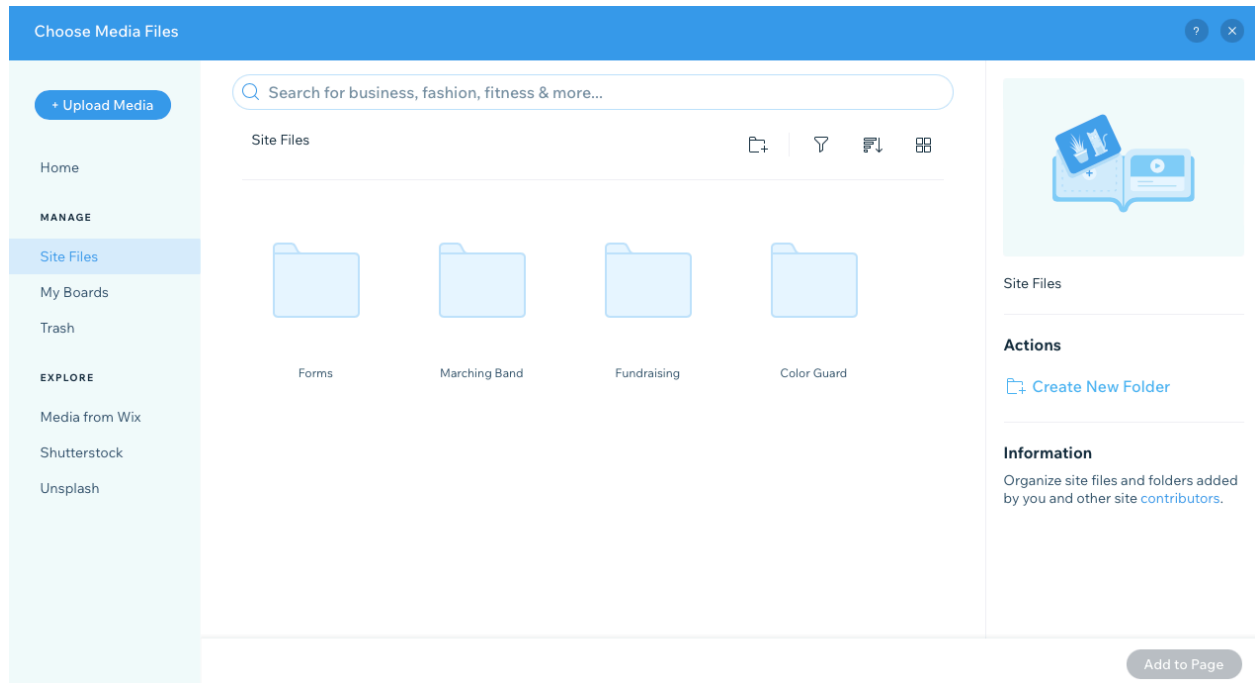 Choose Media Files
?
+ Upload Media
Home
MANAGE
Site Files
My Boards
Trash
EXPLORE
Media from Wix
Shutterstock
Unsplash
Search for business, fashion, fitness & more...
Site Files
Forms
Marching Band
Fundraising
Color Guard
Site Files
Actions
Create New Folder
Information
Organize site files and folders added
by you and other site contributors.
Add to Page